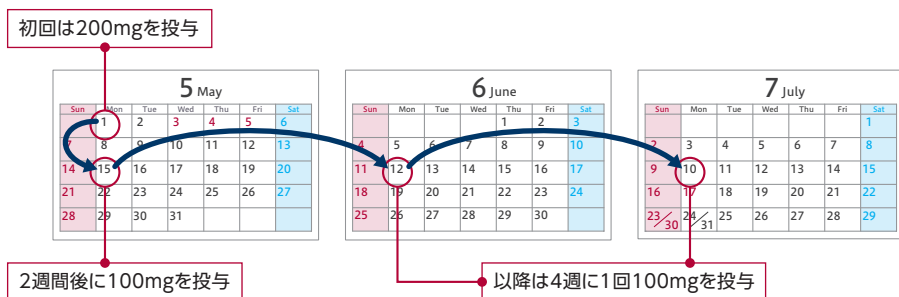 初回は200mgを投与
5 May
Sun Mon Tue Wed Thu Fri Sat
1 2 3 4 5 6
7 8 9 10 11 12 13
14 15 16 17 18 19 20
21 22 23 24 25 26 27
28 29 30 31
6 June
Sun Mon Tue Wed Thu Fri Sat
1 2 3
4 5 6 7 8 9 10
11 12 13 14 15 16 17
18 19 20 21 22 23 24
25 26 27 28 29 30
7 July
Sun Mon Tue Wed Thu Fri Sat
1
2 3 4 5 6 7 8
9 10 11 12 13 14 15
16 17 18 19 20 21 22
23/30 24/31 25 26 27 28 29
2週間後に100mgを投与
以降は4週に1回100mgを投与